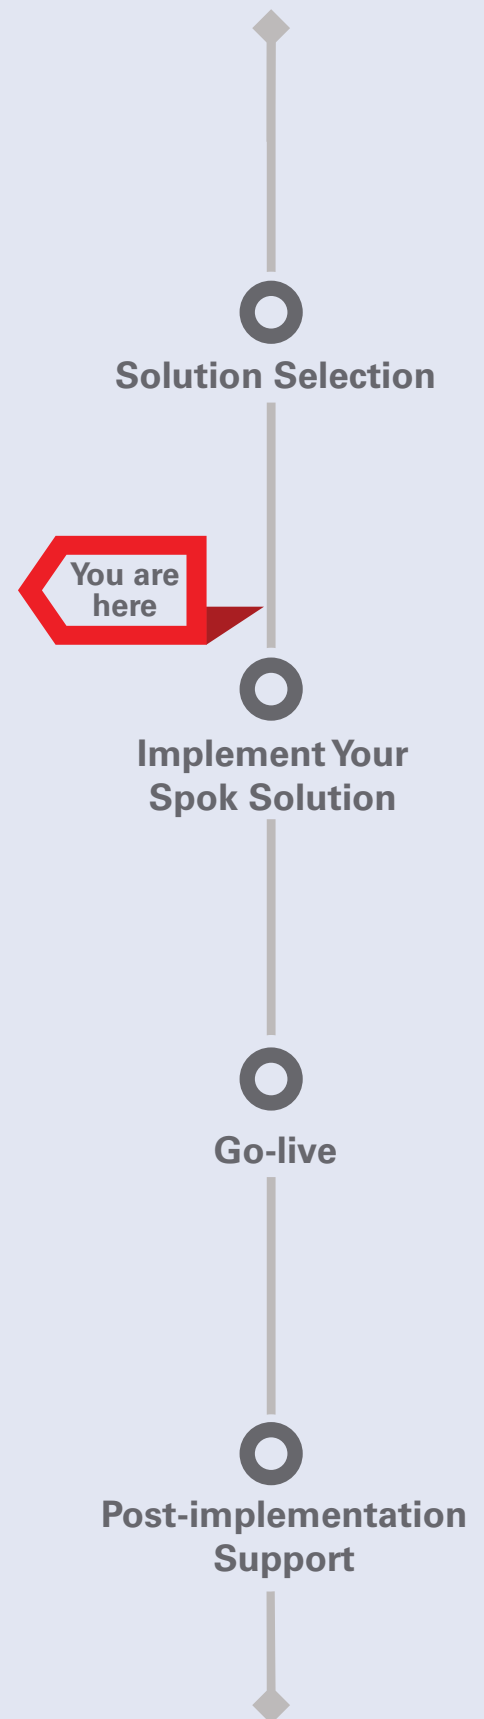 Solution Selection
You are
here
Implement Your
Spok Solution
Go-live
Post-implementation
Support